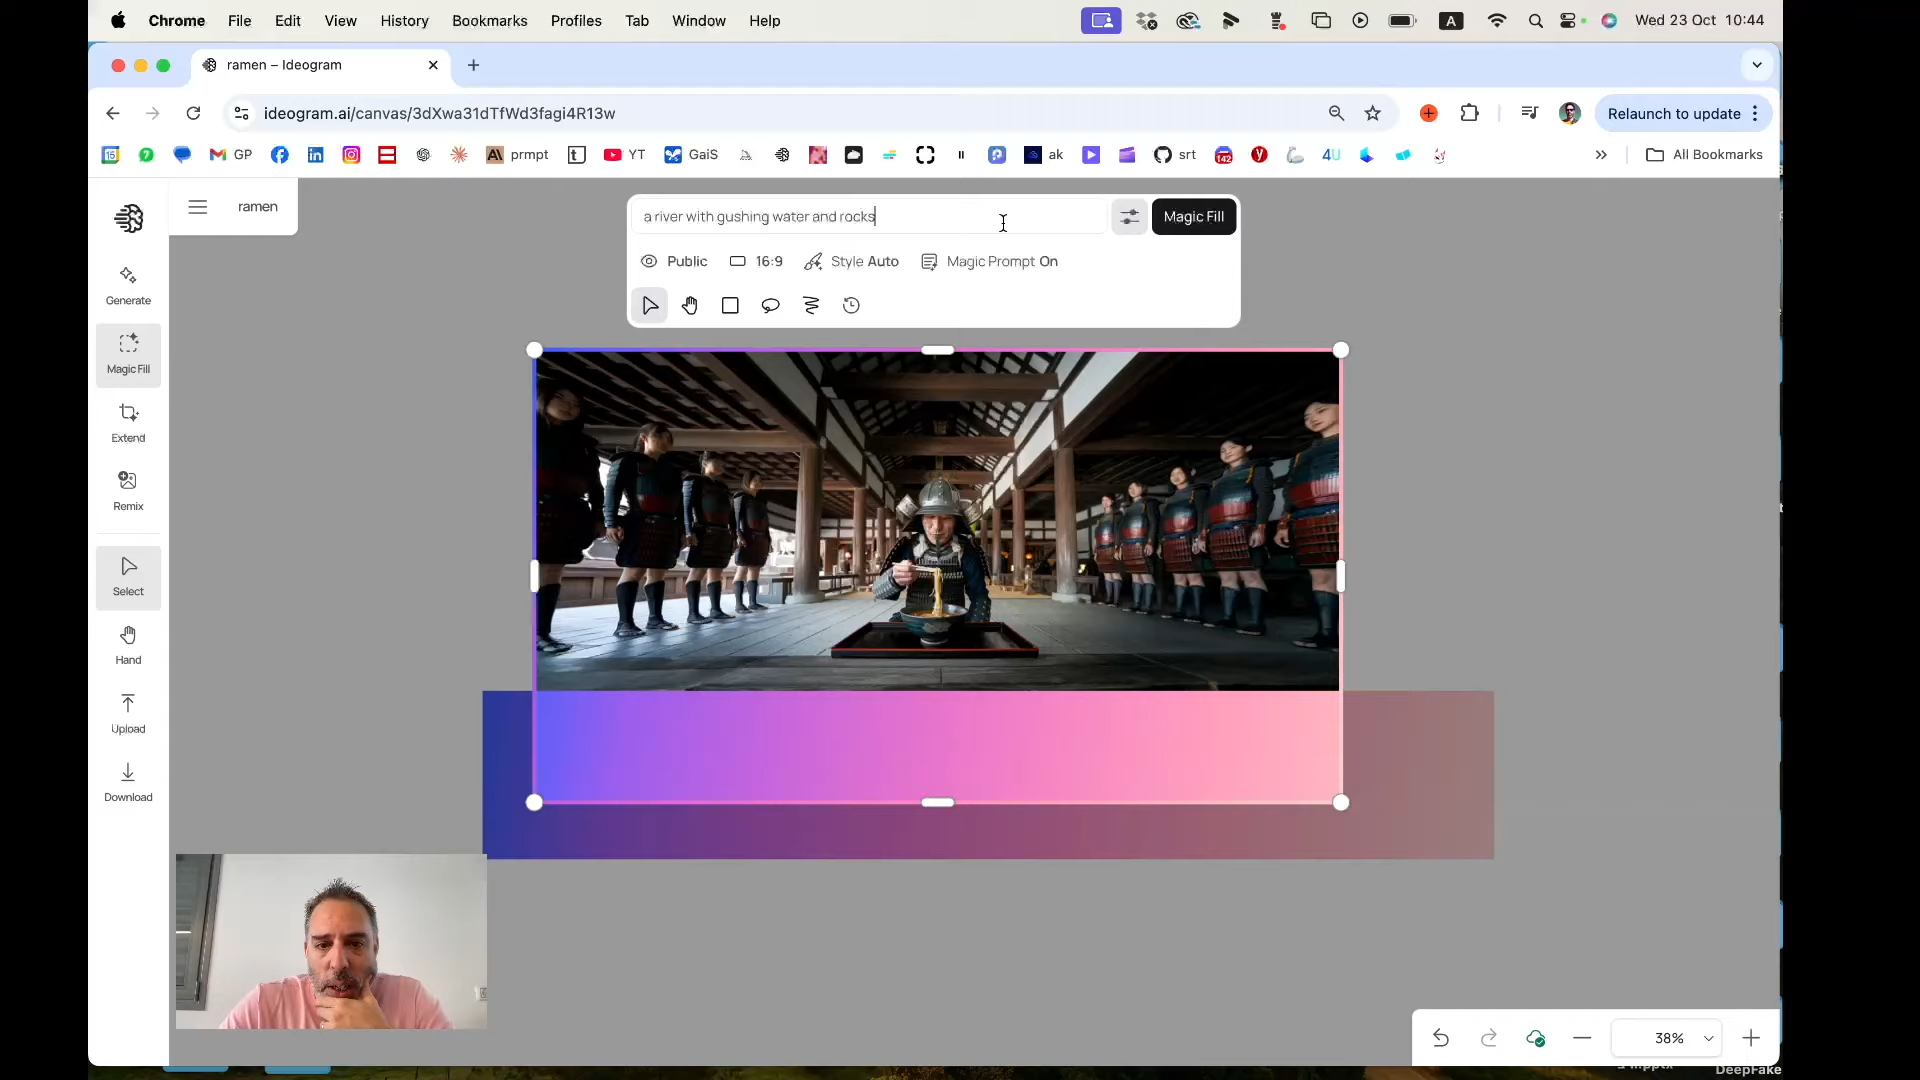 Chrome File Edit View History Bookmarks Profiles Tab Window Help
A Wed 23 Oct 10:44
ramen – Ideogram
ideogram.ai/canvas/3dXwa31dTfWd3fagi4R13w
Relaunch to update
GP prmpt YT GaiS ak srt 142 4U All Bookmarks
ramen
a river with gushing water and rocks
Magic Fill
Public 16:9 Style Auto Magic Prompt On
Generate
Magic Fill
Extend
Remix
Select
Hand
Upload
Download
38%
DeepFake